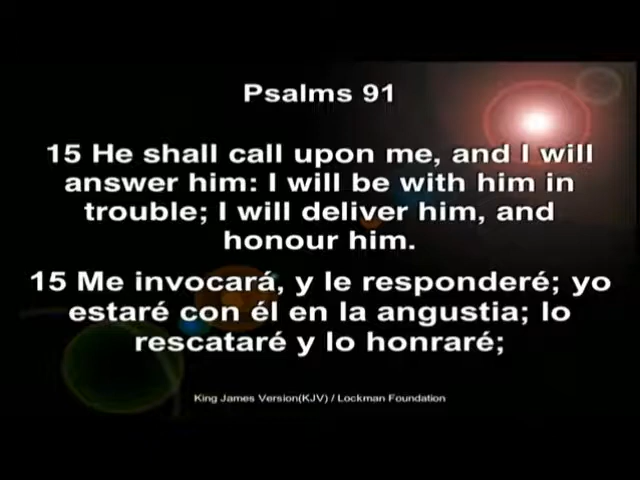 Psalms 91
15 He shall call upon me, and I will
answer him: I will be with him in
trouble; I will deliver him, and
honour him.
15 Me invocará, y le responderé; yo
estaré con él en la angustia; lo
rescataré y lo honraré;
King James Version(KJV) / Lockman Foundation